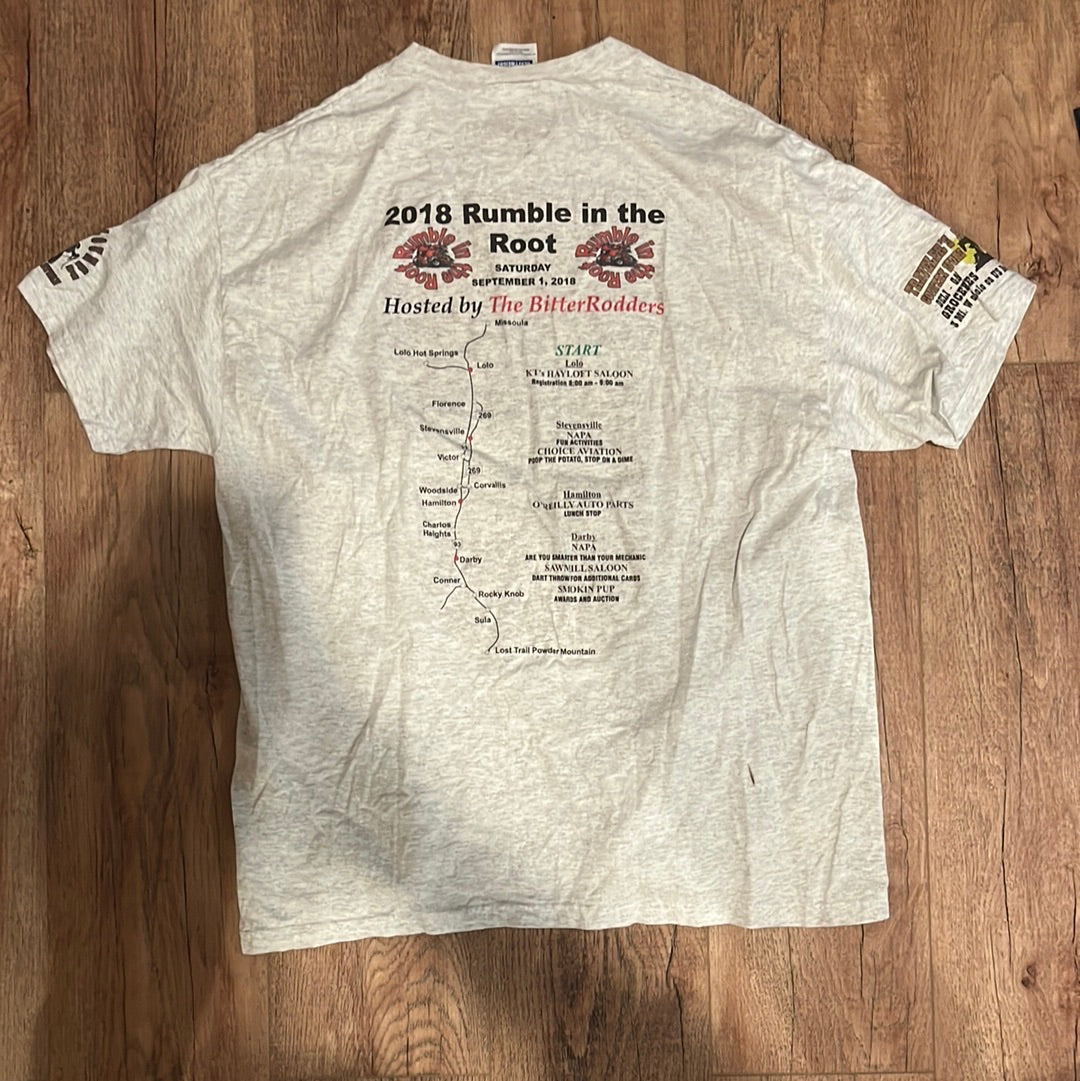 2018 Rumble in the
Root
Rumble in the Root
Rumble in the Root
SATURDAY
SEPTEMBER 1, 2018
Hosted by The BitterRodders
Missoula
Lolo Hot Springs
Lolo
Florence
269
Stevensville
Victor
269
Corvallis
Woodside
Hamilton
Charlos
Heights
93
Darby
Conner
Rocky Knob
Sula
Lost Trail Powder Mountain
START
Lolo
KT's HAYLOFT SALOON
Registration 8:00 am - 9:00 am
Stevensville
NAPA
FUN ACTIVITIES
CHOICE AVIATION
POOP THE POTATO, STOP ON A DIME
Hamilton
O'REILLY AUTO PARTS
LUNCH STOP
Darby
NAPA
ARE YOU SMARTER THAN YOUR MECHANIC
SAWMILL SALOON
DART THROW FOR ADDITIONAL CARDS
SMOKIN PUP
AWARDS AND AUCTION
GROCERIES